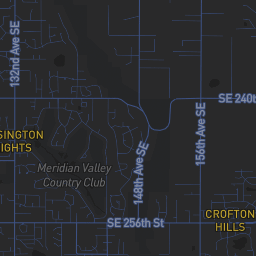 132nd Ave SE
SE 240t
156th Ave SE
SINGTON
IGHTS
Meridian Valley
Country Club
148th Ave SE
CROFTON
HILLS
SE 256th St